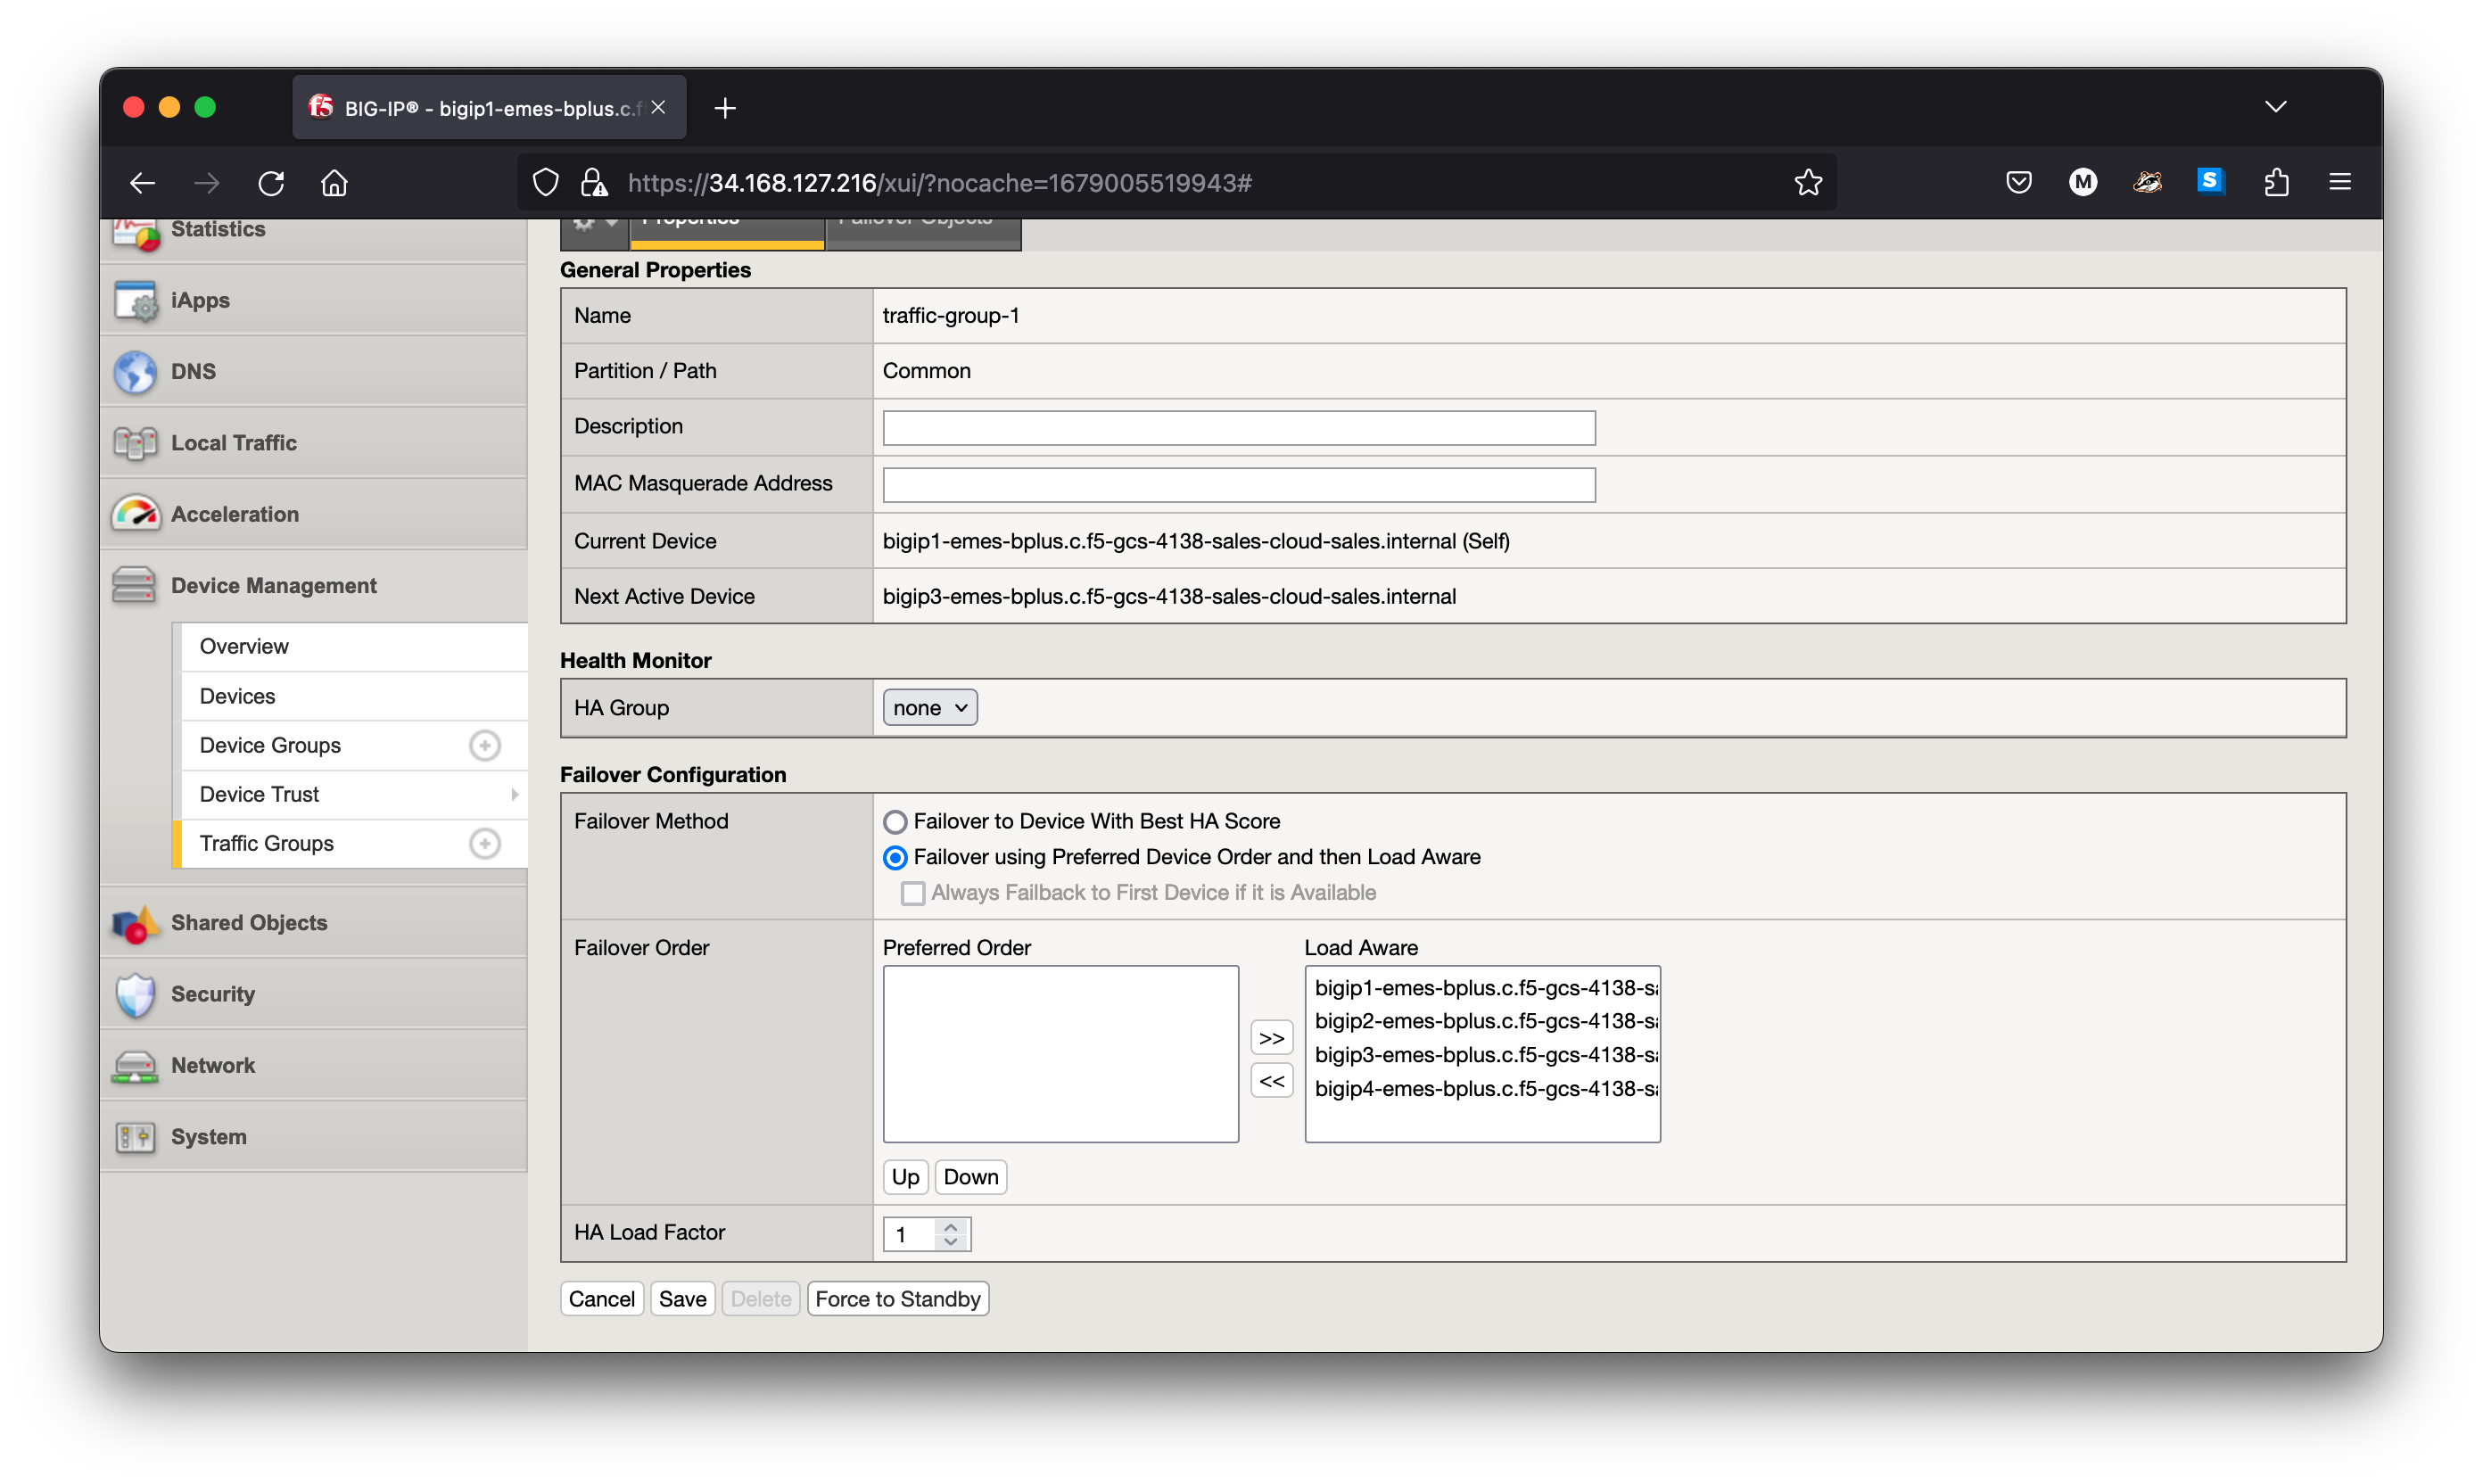 BIG-IP® - bigip1-emes-bplus.c.f
https://34.168.127.216/xui/?nocache=1679005519943#
M
S
Statistics
iApps
DNS
Local Traffic
Acceleration
Device Management
Overview
Devices
Device Groups
Device Trust
Traffic Groups
Shared Objects
Security
Network
System
Properties
Failover Objects
General Properties
Name traffic-group-1
Partition / Path Common
Description
MAC Masquerade Address
Current Device bigip1-emes-bplus.c.f5-gcs-4138-sales-cloud-sales.internal (Self)
Next Active Device bigip3-emes-bplus.c.f5-gcs-4138-sales-cloud-sales.internal
Health Monitor
HA Group none
Failover Configuration
Failover Method Failover to Device With Best HA Score
Failover using Preferred Device Order and then Load Aware
Always Failback to First Device if it is Available
Failover Order Preferred Order Load Aware
bigip1-emes-bplus.c.f5-gcs-4138-sa
bigip2-emes-bplus.c.f5-gcs-4138-sa
bigip3-emes-bplus.c.f5-gcs-4138-sa
bigip4-emes-bplus.c.f5-gcs-4138-sa
>>
<<
Up Down
HA Load Factor 1
Cancel Save Delete Force to Standby